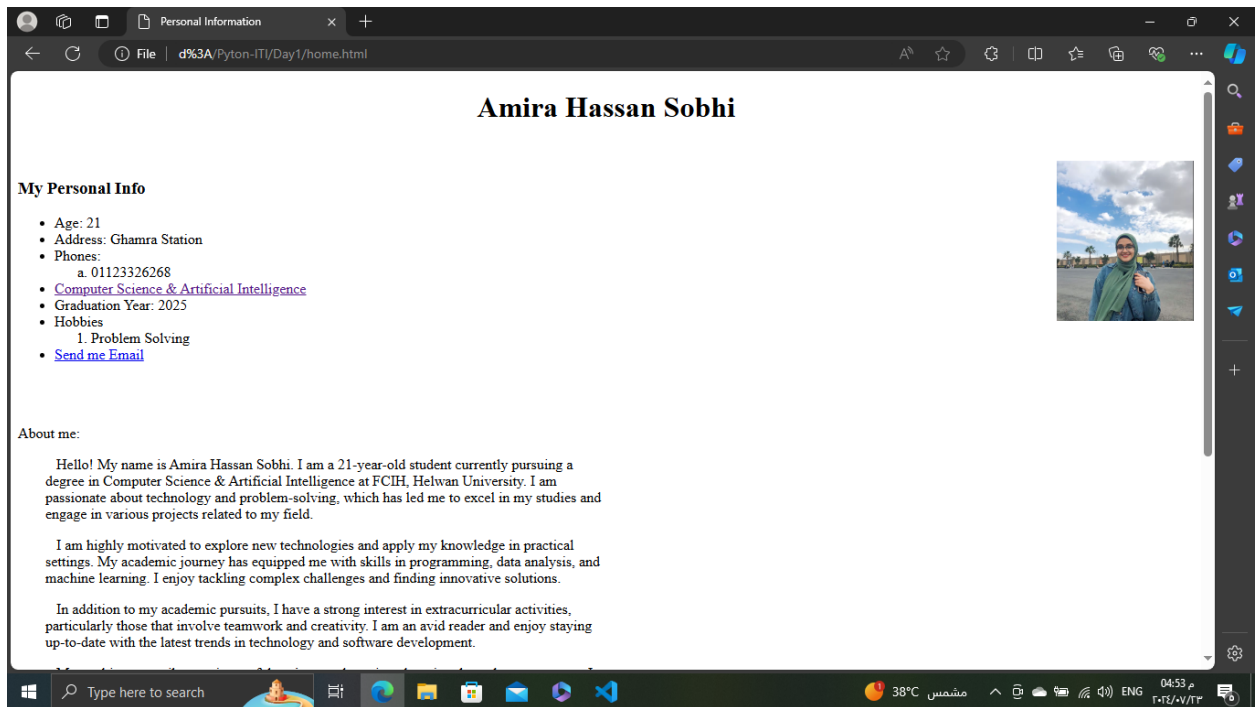 Personal Information
File
d%3A/Pyton-ITI/Day1/home.html
Amira Hassan Sobhi
My Personal Info
• Age: 21
• Address: Ghamra Station
• Phones:
a. 01123326268
• Computer Science & Artificial Intelligence
• Graduation Year: 2025
• Hobbies
1. Problem Solving
• Send me Email
About me:
Hello! My name is Amira Hassan Sobhi. I am a 21-year-old student currently pursuing a
degree in Computer Science & Artificial Intelligence at FCIH, Helwan University. I am
passionate about technology and problem-solving, which has led me to excel in my studies and
engage in various projects related to my field.
I am highly motivated to explore new technologies and apply my knowledge in practical
settings. My academic journey has equipped me with skills in programming, data analysis, and
machine learning. I enjoy tackling complex challenges and finding innovative solutions.
In addition to my academic pursuits, I have a strong interest in extracurricular activities,
particularly those that involve teamwork and creativity. I am an avid reader and enjoy staying
up-to-date with the latest trends in technology and software development.
Type here to search
38°C مشمس
ENG
04:53 م
٢٠٢٤/٠٧/٢٣